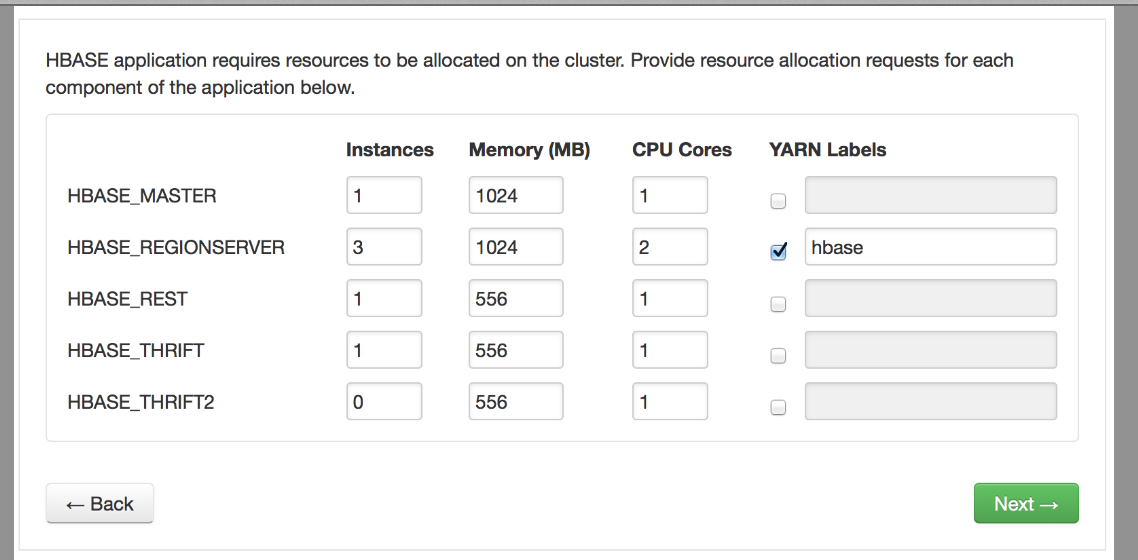 HBASE application requires resources to be allocated on the cluster. Provide resource allocation requests for each
component of the application below.
Instances Memory (MB) CPU Cores YARN Labels
HBASE_MASTER 1 1024 1
HBASE_REGIONSERVER 3 1024 2 hbase
HBASE_REST 1 556 1
HBASE_THRIFT 1 556 1
HBASE_THRIFT2 0 556 1
← Back Next →